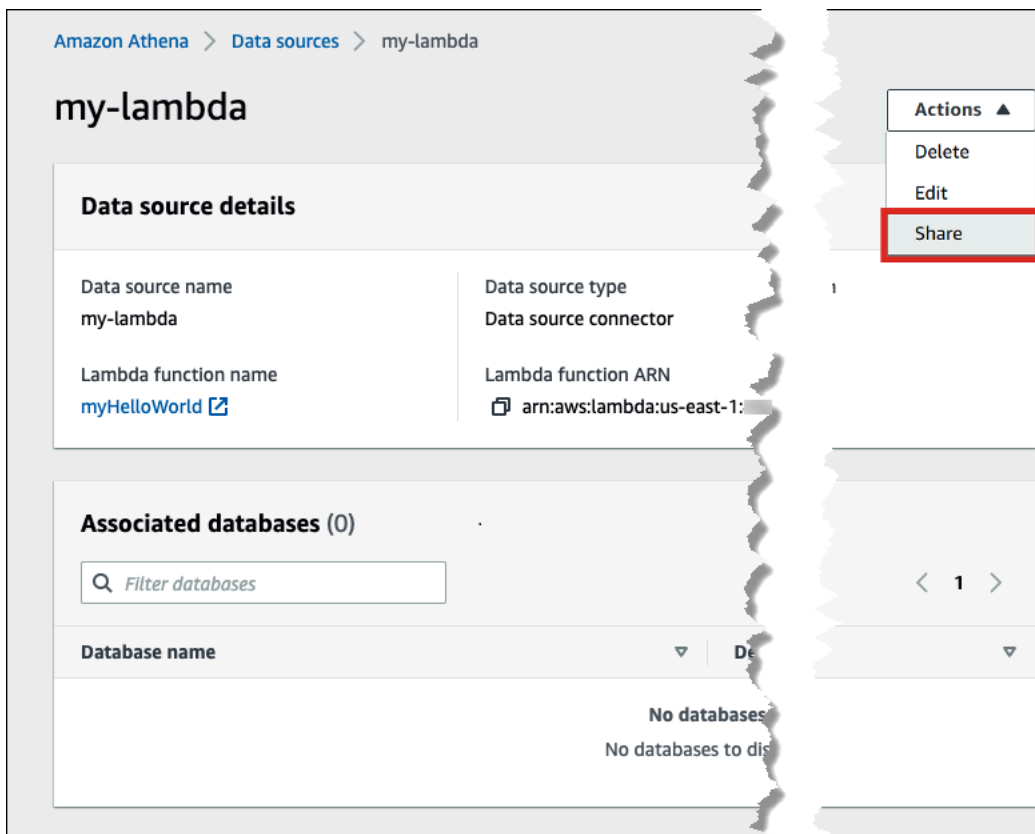 Amazon Athena > Data sources > my-lambda
my-lambda
Actions
Delete
Edit
Share
Data source details
Data source name
my-lambda
Data source type
Data source connector
Lambda function name
myHelloWorld
Lambda function ARN
arn:aws:lambda:us-east-1:
Associated databases (0)
Filter databases
< 1 >
Database name
No databases
No databases to